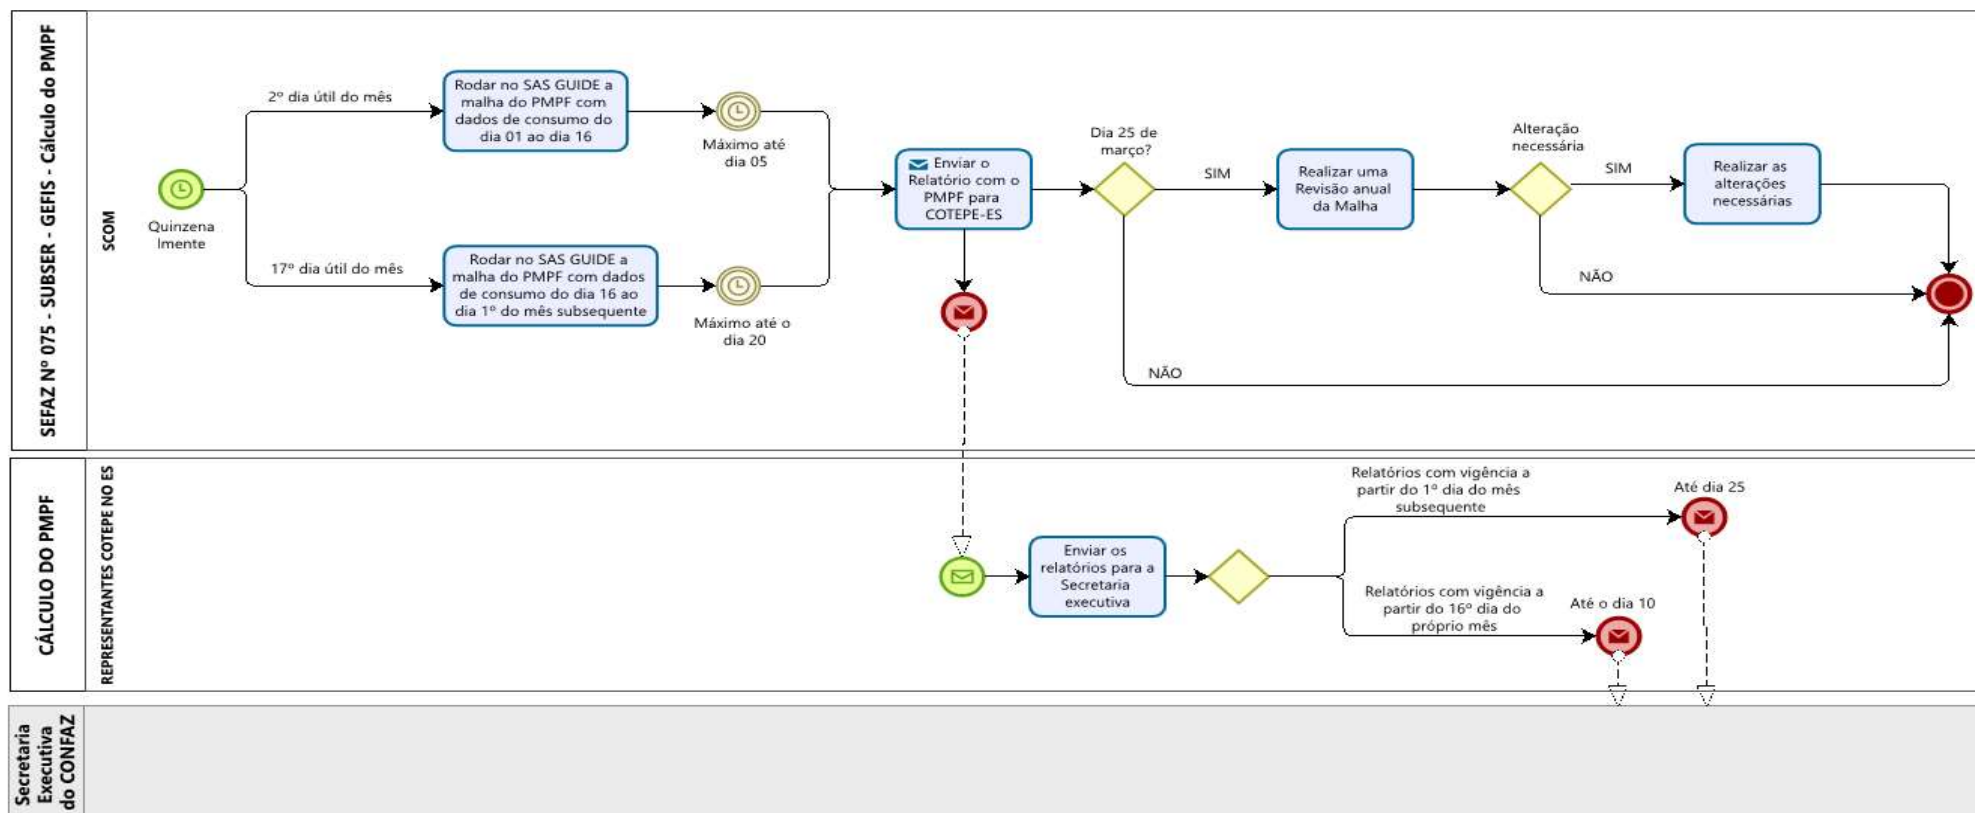 SEFAZ Nº 075 - SUBSER - GEFIS - Cálculo do PMPF
SCOM
Quinzena
lmente
2º dia útil do mês
Rodar no SAS GUIDE a
malha do PMPF com
dados de consumo do
dia 01 ao dia 16
Máximo até
dia 05
17º dia útil do mês
Rodar no SAS GUIDE a
malha do PMPF com dados
de consumo do dia 16 ao
dia 1º do mês subsequente
Máximo até o
dia 20
Enviar o
Relatório com o
PMPF para
COTEPE-ES
Dia 25 de
março?
SIM
Realizar uma
Revisão anual
da Malha
Alteração
necessária
SIM
Realizar as
alterações
necessárias
NÃO
NÃO
CÁLCULO DO PMPF
REPRESENTANTES COTEPE NO ES
Enviar os
relatórios para a
Secretaria
executiva
Relatórios com vigência a
partir do 1º dia do mês
subsequente
Até dia 25
Relatórios com vigência a
partir do 16º dia do
próprio mês
Até o dia 10
Secretaria
Executiva
do CONFAZ